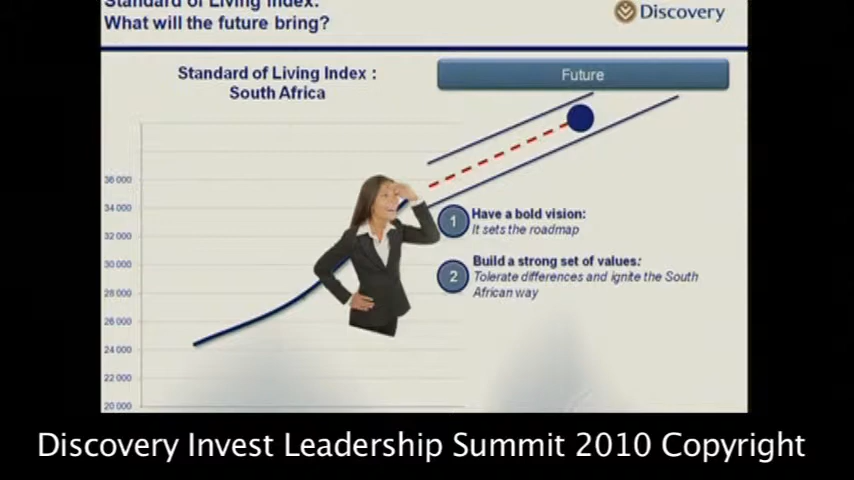 Standard of Living Index:
What will the future bring?
Discovery
Standard of Living Index :
South Africa
Future
36 000
34 000
32 000
30 000
28 000
26 000
24 000
22 000
20 000
1
Have a bold vision:
It sets the roadmap
2
Build a strong set of values:
Tolerate differences and ignite the South
African way
Discovery Invest Leadership Summit 2010 Copyright